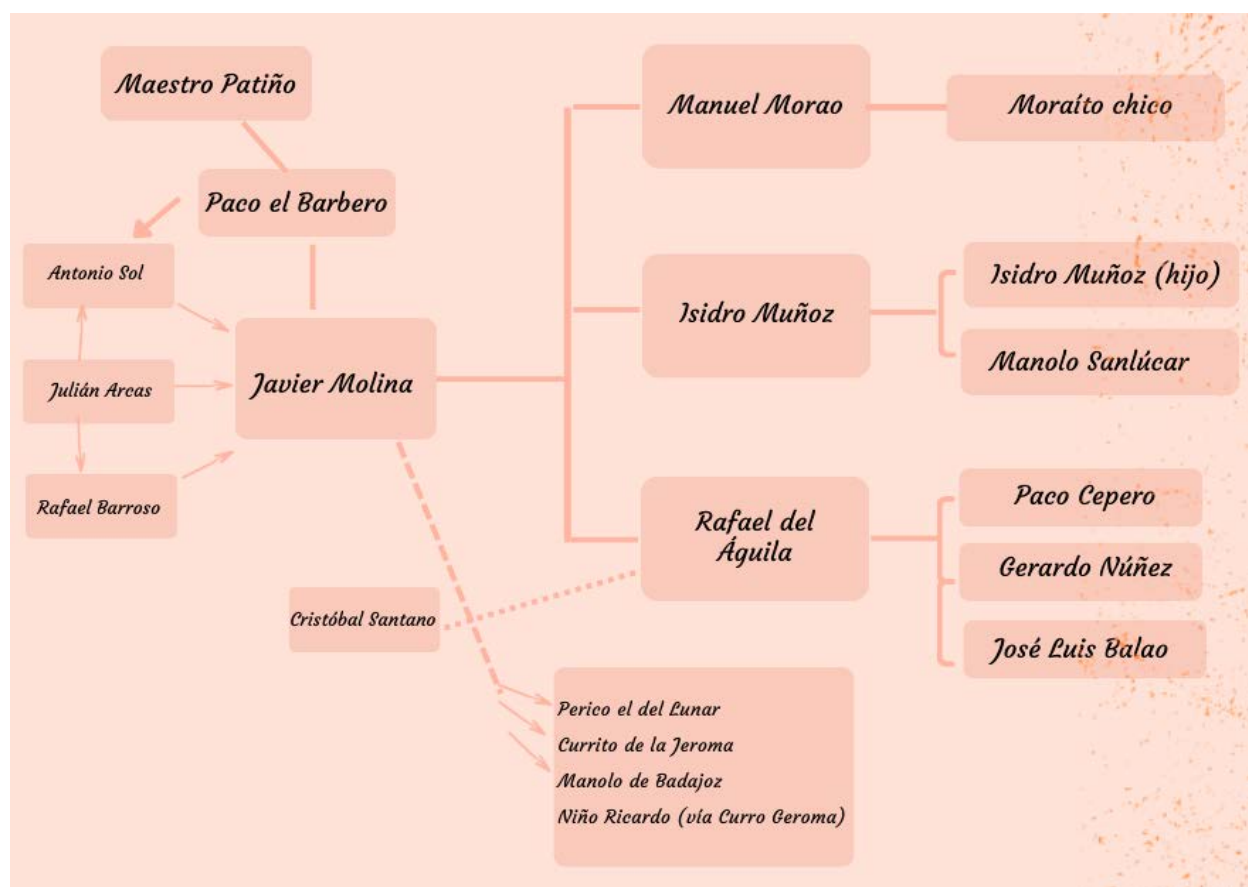 Maestro Patiño
Paco el Barbero
Antonio Sol
Julián Arcas
Rafael Barroso
Javier Molina
Manuel Morao
Moraíto chico
Isidro Muñoz
Isidro Muñoz (hijo)
Manolo Sanlúcar
Rafael del
Águila
Paco Cepero
Gerardo Núñez
José Luis Balao
Cristóbal Santano
Perico el del Lunar
Currito de la Jeroma
Manolo de Badajoz
Niño Ricardo (vía Curro Geroma)